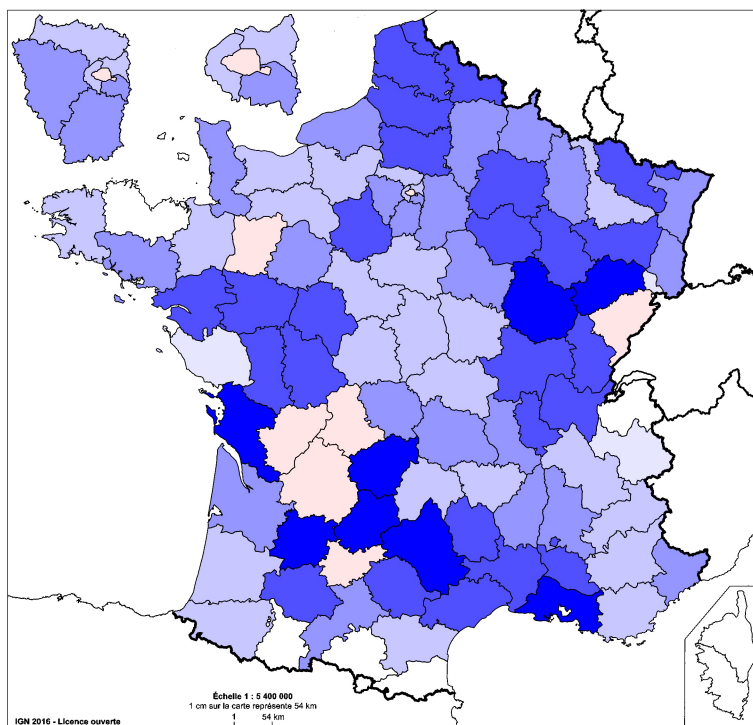 Échelle 1 : 5 400 000
1 cm sur la carte représente 54 km
1 54 km
IGN 2016 - Licence ouverte